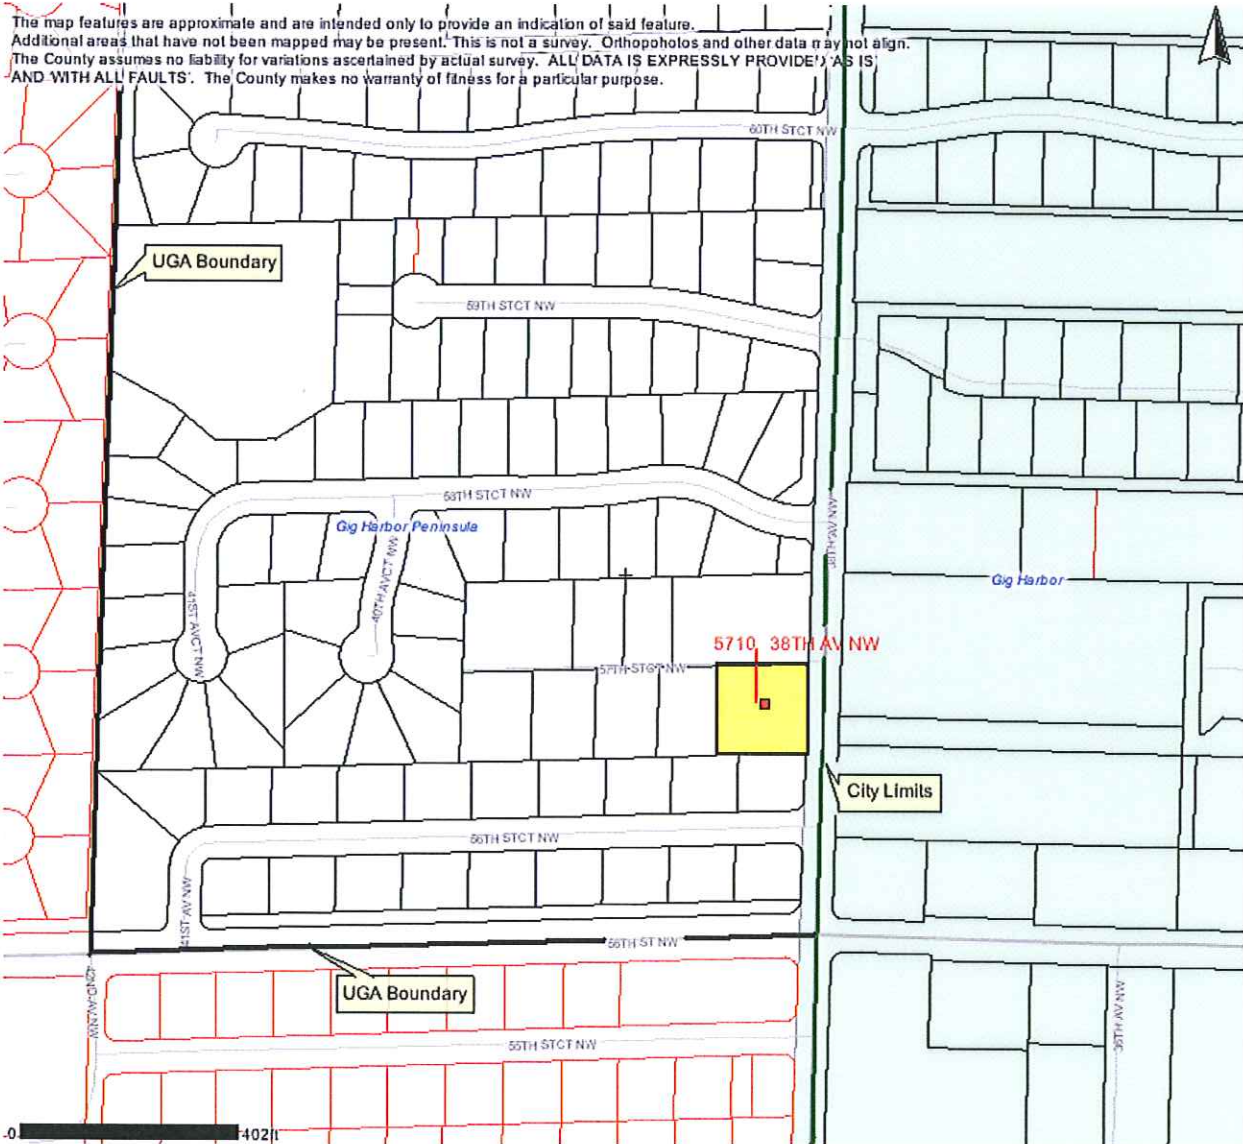 The map features are approximate and are intended only to provide an indication of said feature.
Additional areas that have not been mapped may be present. This is not a survey. Orthopohotos and other data may not align.
The County assumes no liability for variations ascertained by actual survey. ALL DATA IS EXPRESSLY PROVIDED 'AS IS'
AND 'WITH ALL FAULTS'. The County makes no warranty of fitness for a particular purpose.
60TH STCT NW
UGA Boundary
59TH STCT NW
58TH STCT NW
Gig Harbor Peninsula
40TH AVCT NW
41ST AVCT NW
38TH AV NW
Gig Harbor
5710 38TH AV NW
57TH STCT NW
City Limits
56TH STCT NW
41ST AV NW
56TH ST NW
UGA Boundary
42ND AV NW
36TH AV NW
55TH STCT NW
0 402ft